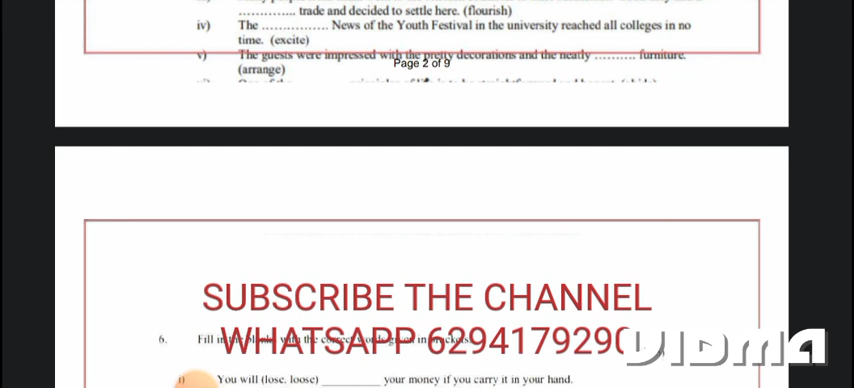 .............. trade and decided to settle here. (flourish)
iv) The ................ News of the Youth Festival in the university reached all colleges in no
time. (excite)
v) The guests were impressed with the pretty decorations and the neatly .......... furniture.
Page 2 of 9
(arrange)
SUBSCRIBE THE CHANNEL
WHATSAPP 629417929
6. Fill in the blanks with the correct words given in brackets.
i) You will (lose, loose) __________ your money if you carry it in your hand.
VIDMA